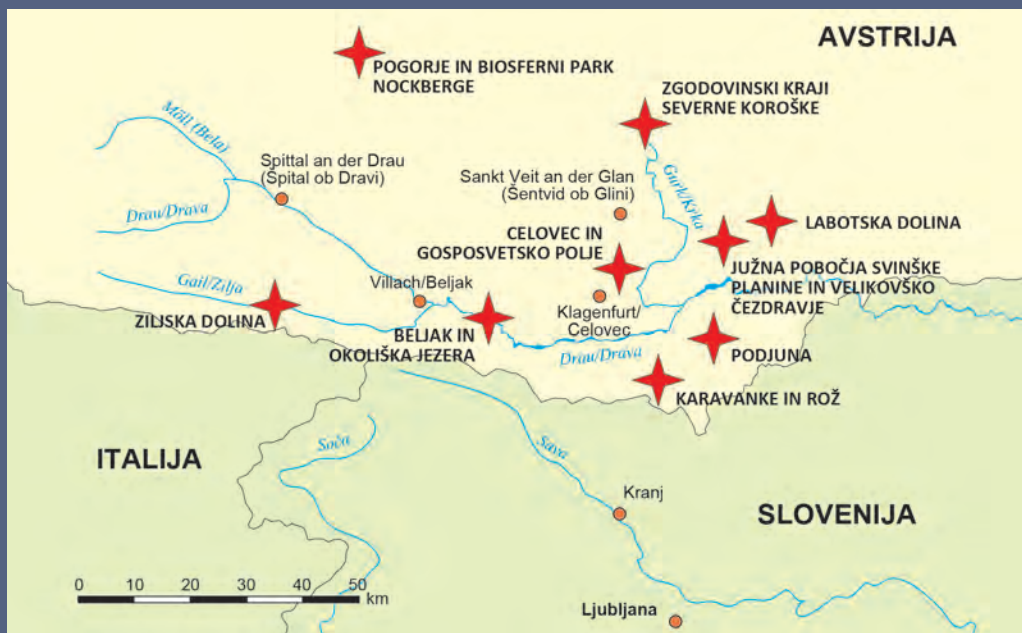 AVSTRIJA
POGORJE IN BIOSFERNI PARK
NOCKBERGE
ZGODOVINSKI KRAJI
SEVERNE KOROŠKE
Möll (Bela)
Spittal an der Drau
(Špital ob Dravi)
Sankt Veit an der Glan
(Šentvid ob Glini)
Gurk/Krka
Drau/Drava
LABOTSKA DOLINA
CELOVEC IN
GOSPOSVETSKO POLJE
JUŽNA POBOČJA SVINŠKE
PLANINE IN VELIKOVŠKO
ČEZDRAVJE
Gail/Zilja
Villach/Beljak
Klagenfurt/
Celovec
ZILJSKA DOLINA
BELJAK IN
OKOLIŠKA JEZERA
Drau/Drava
PODJUNA
KARAVANKE IN ROŽ
Soča
Sava
ITALIJA
Kranj
SLOVENIJA
0 10 20 30 40 50
km
Ljubljana